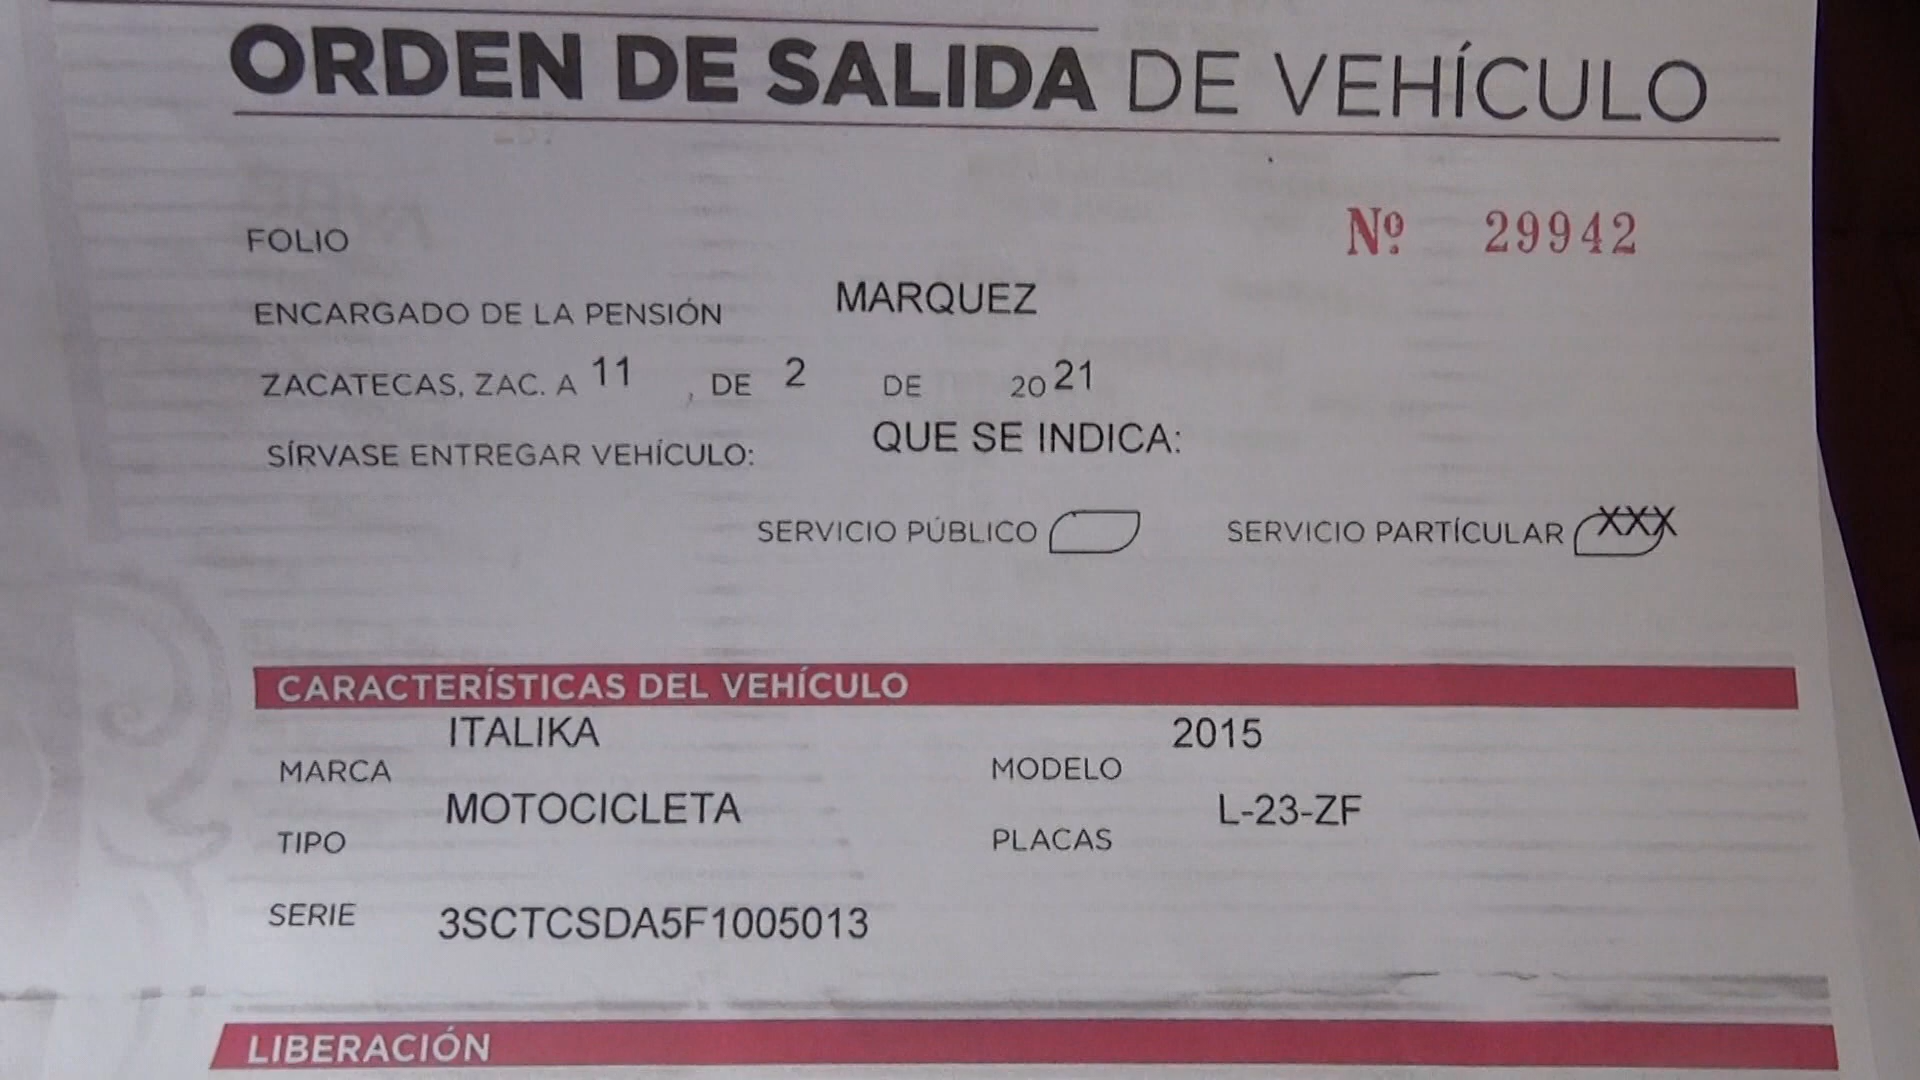 ORDEN DE SALIDA DE VEHÍCULO
Nº 29942
FOLIO
ENCARGADO DE LA PENSIÓN MARQUEZ
ZACATECAS, ZAC. A 11 , DE 2 DE 2021
SÍRVASE ENTREGAR VEHÍCULO: QUE SE INDICA:
SERVICIO PÚBLICO SERVICIO PARTÍCULAR XXX
CARACTERÍSTICAS DEL VEHÍCULO
ITALIKA 2015
MARCA MODELO
MOTOCICLETA L-23-ZF
TIPO PLACAS
SERIE 3SCTCSDA5F1005013
LIBERACIÓN